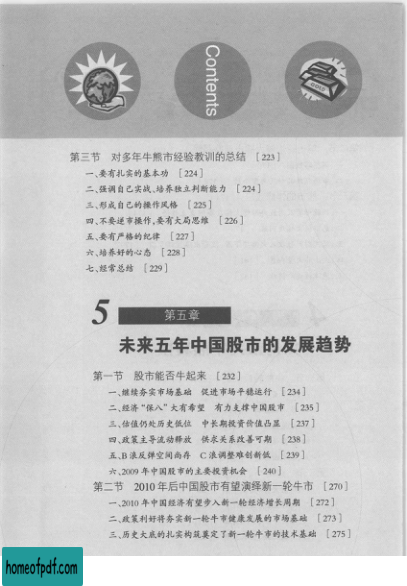 Contents
第三节 对多年牛熊市经验教训的总结 [223]
一、要有扎实的基本功 [224]
二、强调自己实战、培养独立判断能力 [224]
三、形成自己的操作风格 [225]
四、不要逆市操作,要有大局思维 [226]
五、要有严格的纪律 [227]
六、培养好的心态 [228]
七、经常总结 [229]
5 第五章
未来五年中国股市的发展趋势
第一节 股市能否牛起来 [232]
一、继续夯实市场基础 促进市场平稳运行 [234]
二、经济“保八”大有希望 有力支撑中国股市 [235]
三、估值仍处历史低位 中长期投资价值凸显 [237]
四、政策主导流动释放 供求关系改善可期 [238]
五、B浪反弹空间尚存 C浪调整难创新低 [239]
六、2009年中国股市的主要投资机会 [240]
第二节 2010年后中国股市有望演绎新一轮牛市 [270]
一、2010年中国经济有望步入新一轮经济增长周期 [272]
二、政策利好将夯实新一轮牛市健康发展的市场基础 [273]
三、历史大底的扎实构筑奠定了新一轮牛市的技术基础 [275]
homeofpdf.com